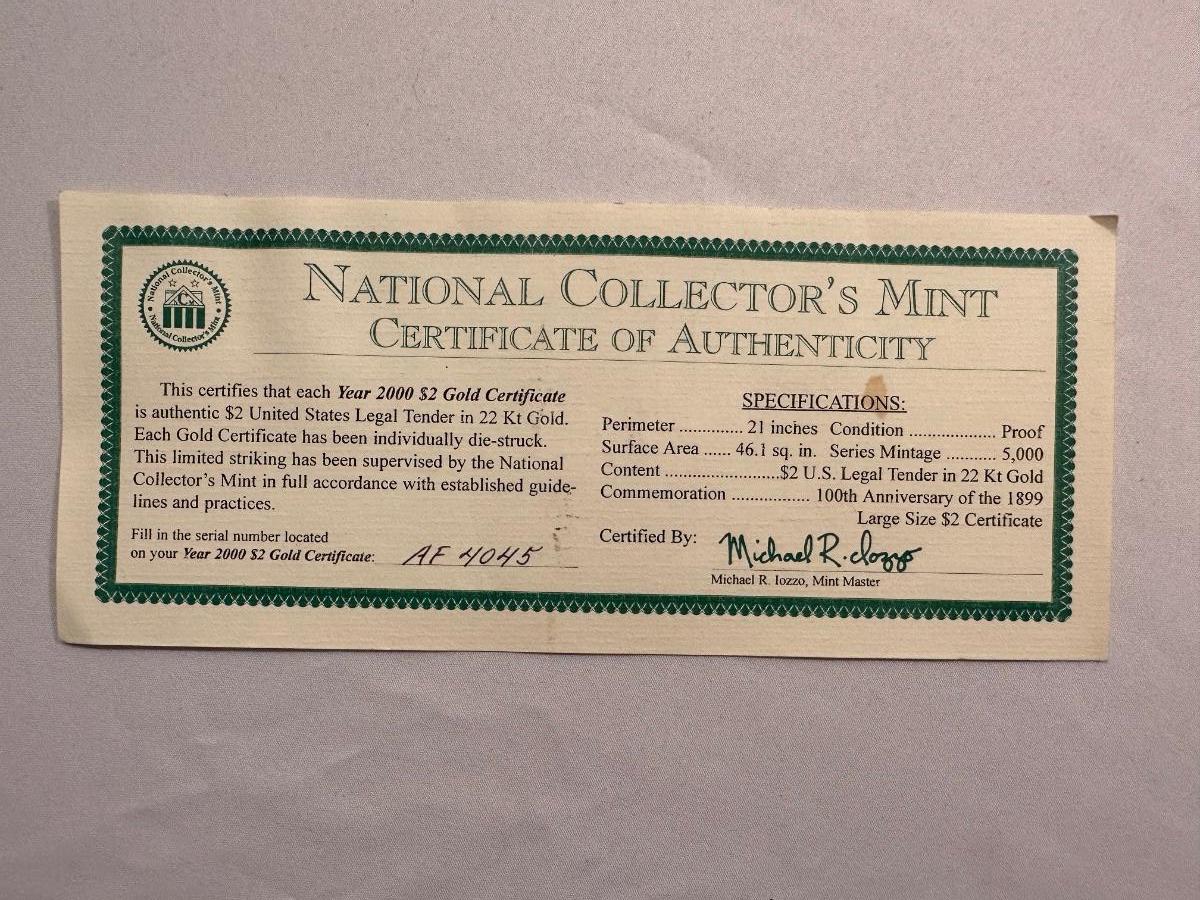 National Collector's Mint
National Collector's Mint
C
NATIONAL COLLECTOR'S MINT
CERTIFICATE OF AUTHENTICITY
This certifies that each Year 2000 $2 Gold Certificate
is authentic $2 United States Legal Tender in 22 Kt Gold.
Each Gold Certificate has been individually die-struck.
This limited striking has been supervised by the National
Collector's Mint in full accordance with established guide-
lines and practices.
Fill in the serial number located
on your Year 2000 $2 Gold Certificate: AF 4045
SPECIFICATIONS:
Perimeter ............. 21 inches Condition .................... Proof
Surface Area ...... 46.1 sq. in. Series Mintage ........... 5,000
Content ..........................$2 U.S. Legal Tender in 22 Kt Gold
Commemoration .................. 100th Anniversary of the 1899
Large Size $2 Certificate
Certified By: Michael R. Iozzo
Michael R. Iozzo, Mint Master